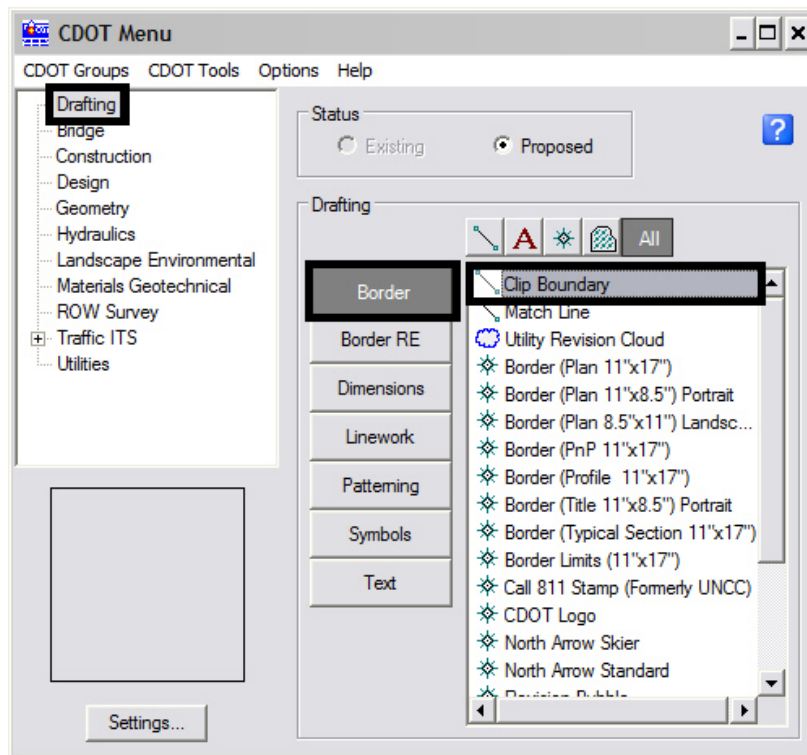 CDOT Menu
CDOT Groups CDOT Tools Options Help
Drafting
Bridge
Construction
Design
Geometry
Hydraulics
Landscape Environmental
Materials Geotechnical
ROW Survey
Traffic ITS
Utilities
Status
Existing
Proposed
Drafting
A
All
Border
Border RE
Dimensions
Linework
Patterning
Symbols
Text
Clip Boundary
Match Line
Utility Revision Cloud
Border (Plan 11"x17")
Border (Plan 11"x8.5") Portrait
Border (Plan 8.5"x11") Landsc...
Border (PnP 11"x17")
Border (Profile 11"x17")
Border (Title 11"x8.5") Portrait
Border (Typical Section 11"x17")
Border Limits (11"x17")
Call 811 Stamp (Formerly UNCC)
CDOT Logo
North Arrow Skier
North Arrow Standard
Revision Bubble
Settings...